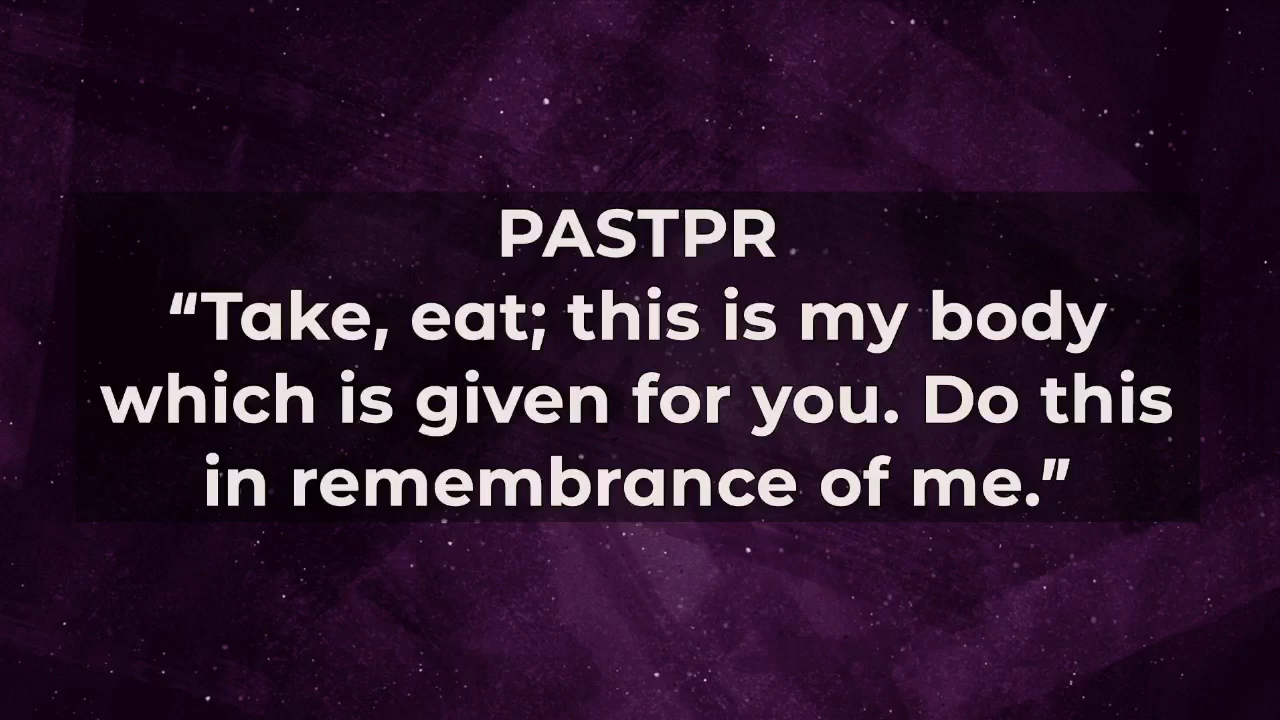 PASTPR
“Take, eat; this is my body
which is given for you. Do this
in remembrance of me.”